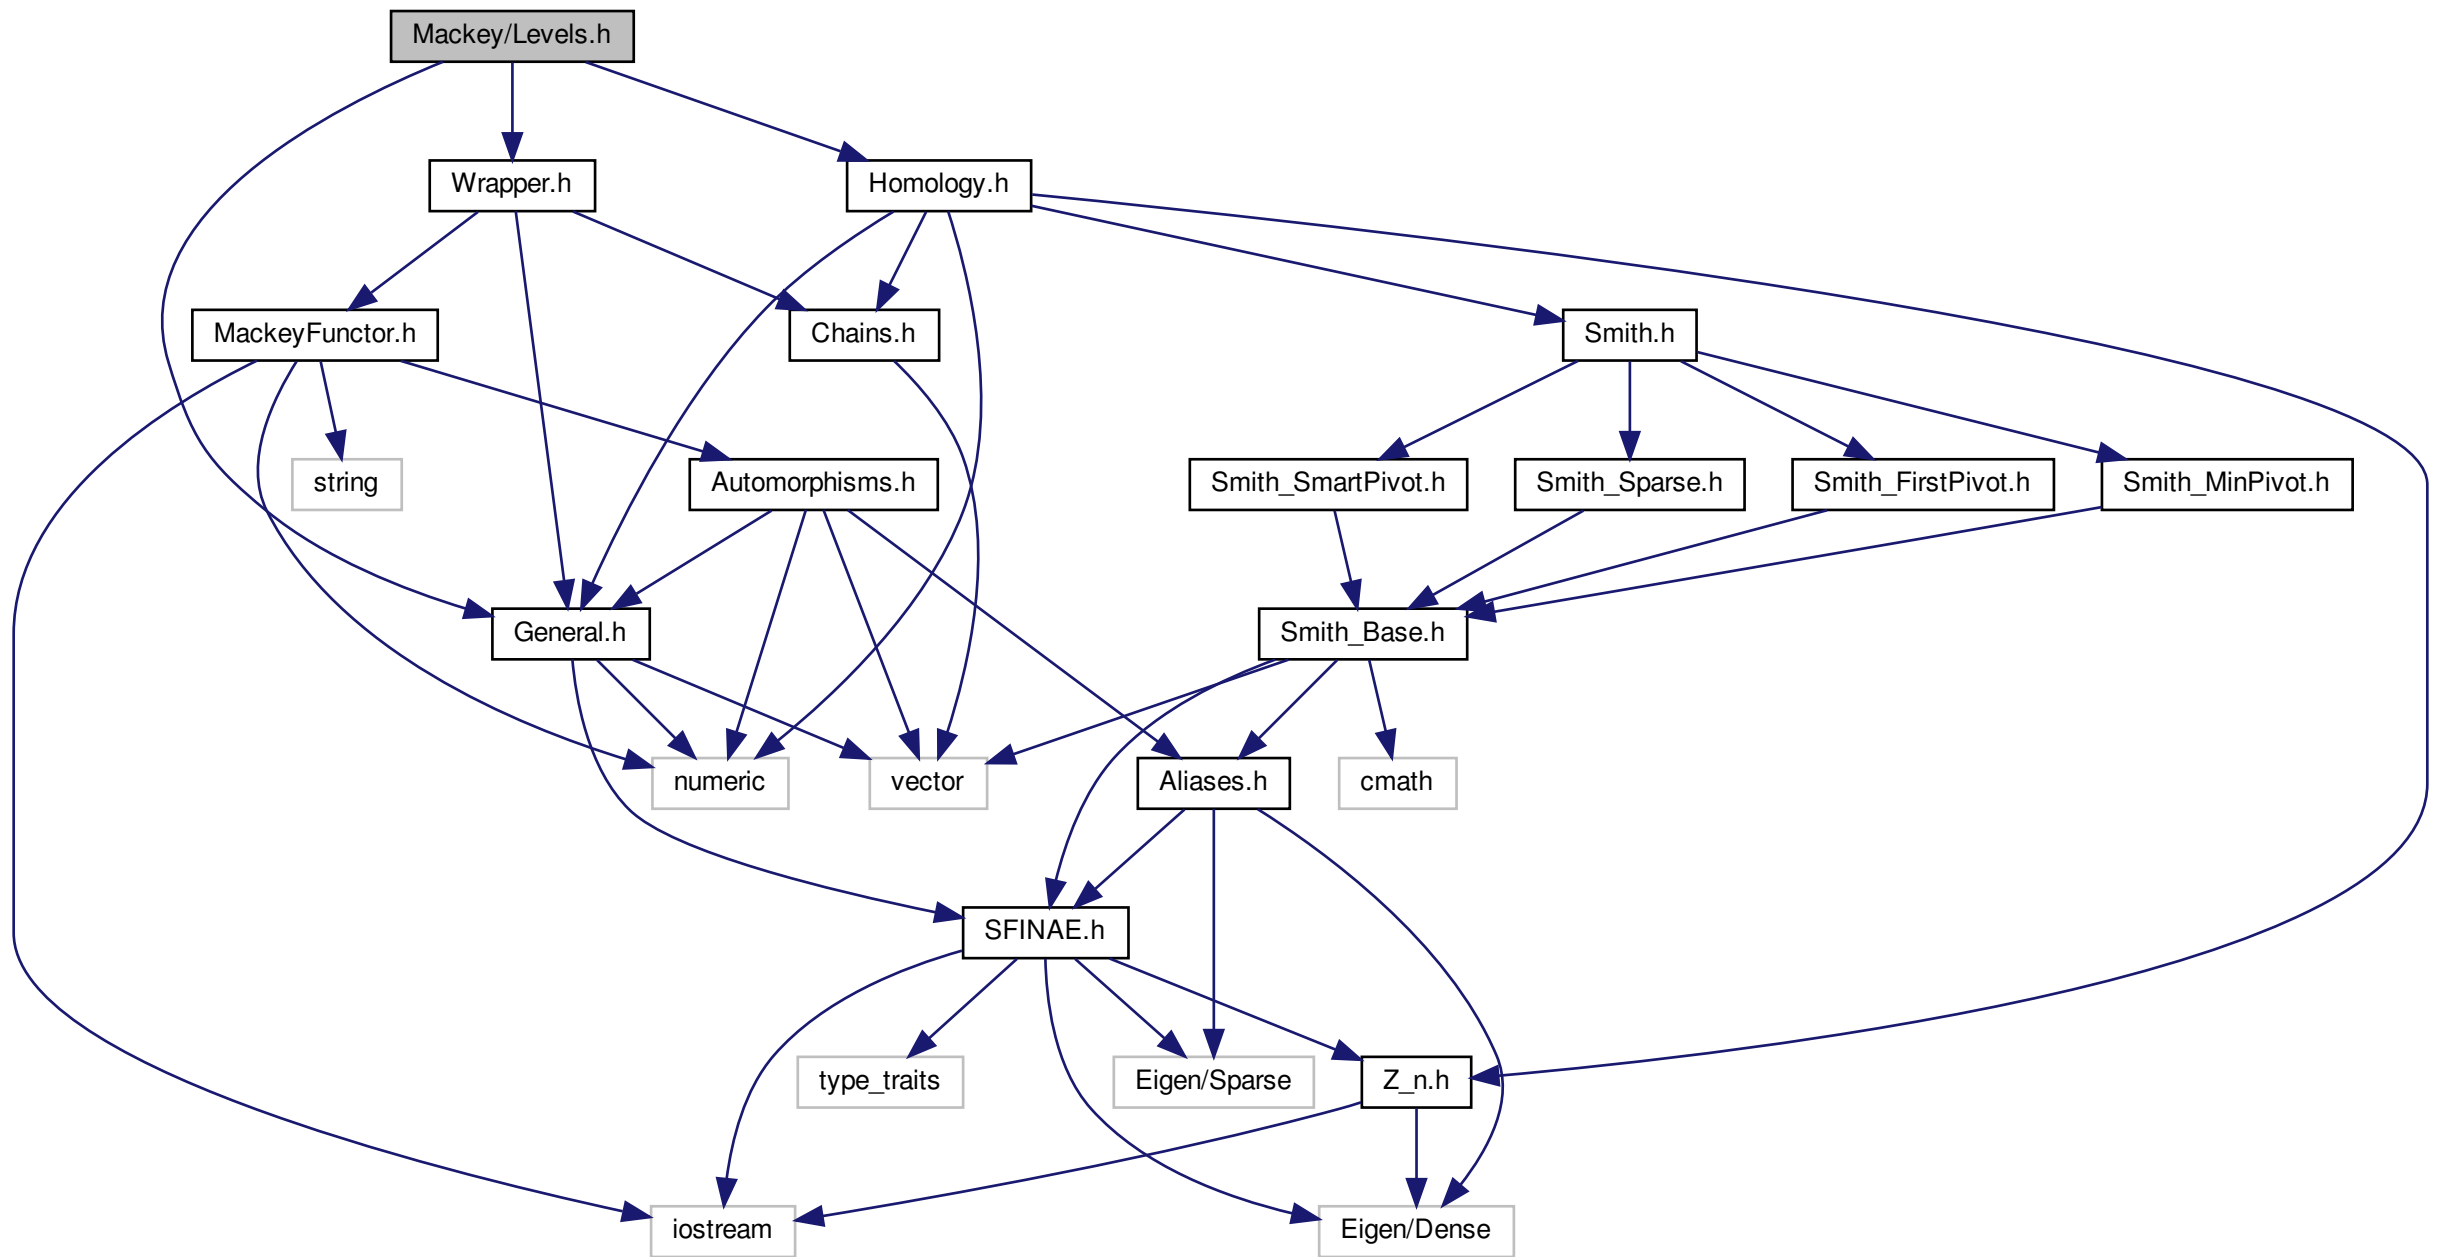 Mackey/Levels.h
Wrapper.h
Homology.h
MackeyFunctor.h
Chains.h
Smith.h
string
Automorphisms.h
Smith_SmartPivot.h
Smith_Sparse.h
Smith_FirstPivot.h
Smith_MinPivot.h
General.h
Smith_Base.h
numeric
vector
Aliases.h
cmath
SFINAE.h
type_traits
Eigen/Sparse
Z_n.h
iostream
Eigen/Dense